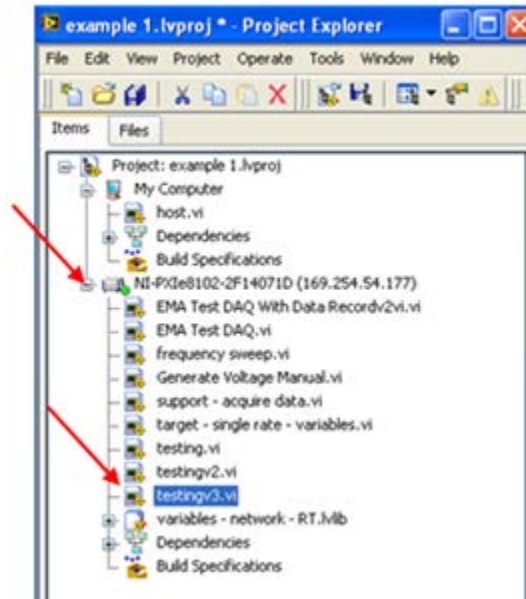 example 1.lvproj * - Project Explorer
File Edit View Project Operate Tools Window Help
Items Files
Project: example 1.lvproj
My Computer
host.vi
Dependencies
Build Specifications
NI-PXIe8102-2F14071D (169.254.54.177)
EMA Test DAQ With Data Recordv2vi.vi
EMA Test DAQ.vi
frequency sweep.vi
Generate Voltage Manual.vi
support - acquire data.vi
target - single rate - variables.vi
testing.vi
testingv2.vi
testingv3.vi
variables - network - RT.lvlib
Dependencies
Build Specifications